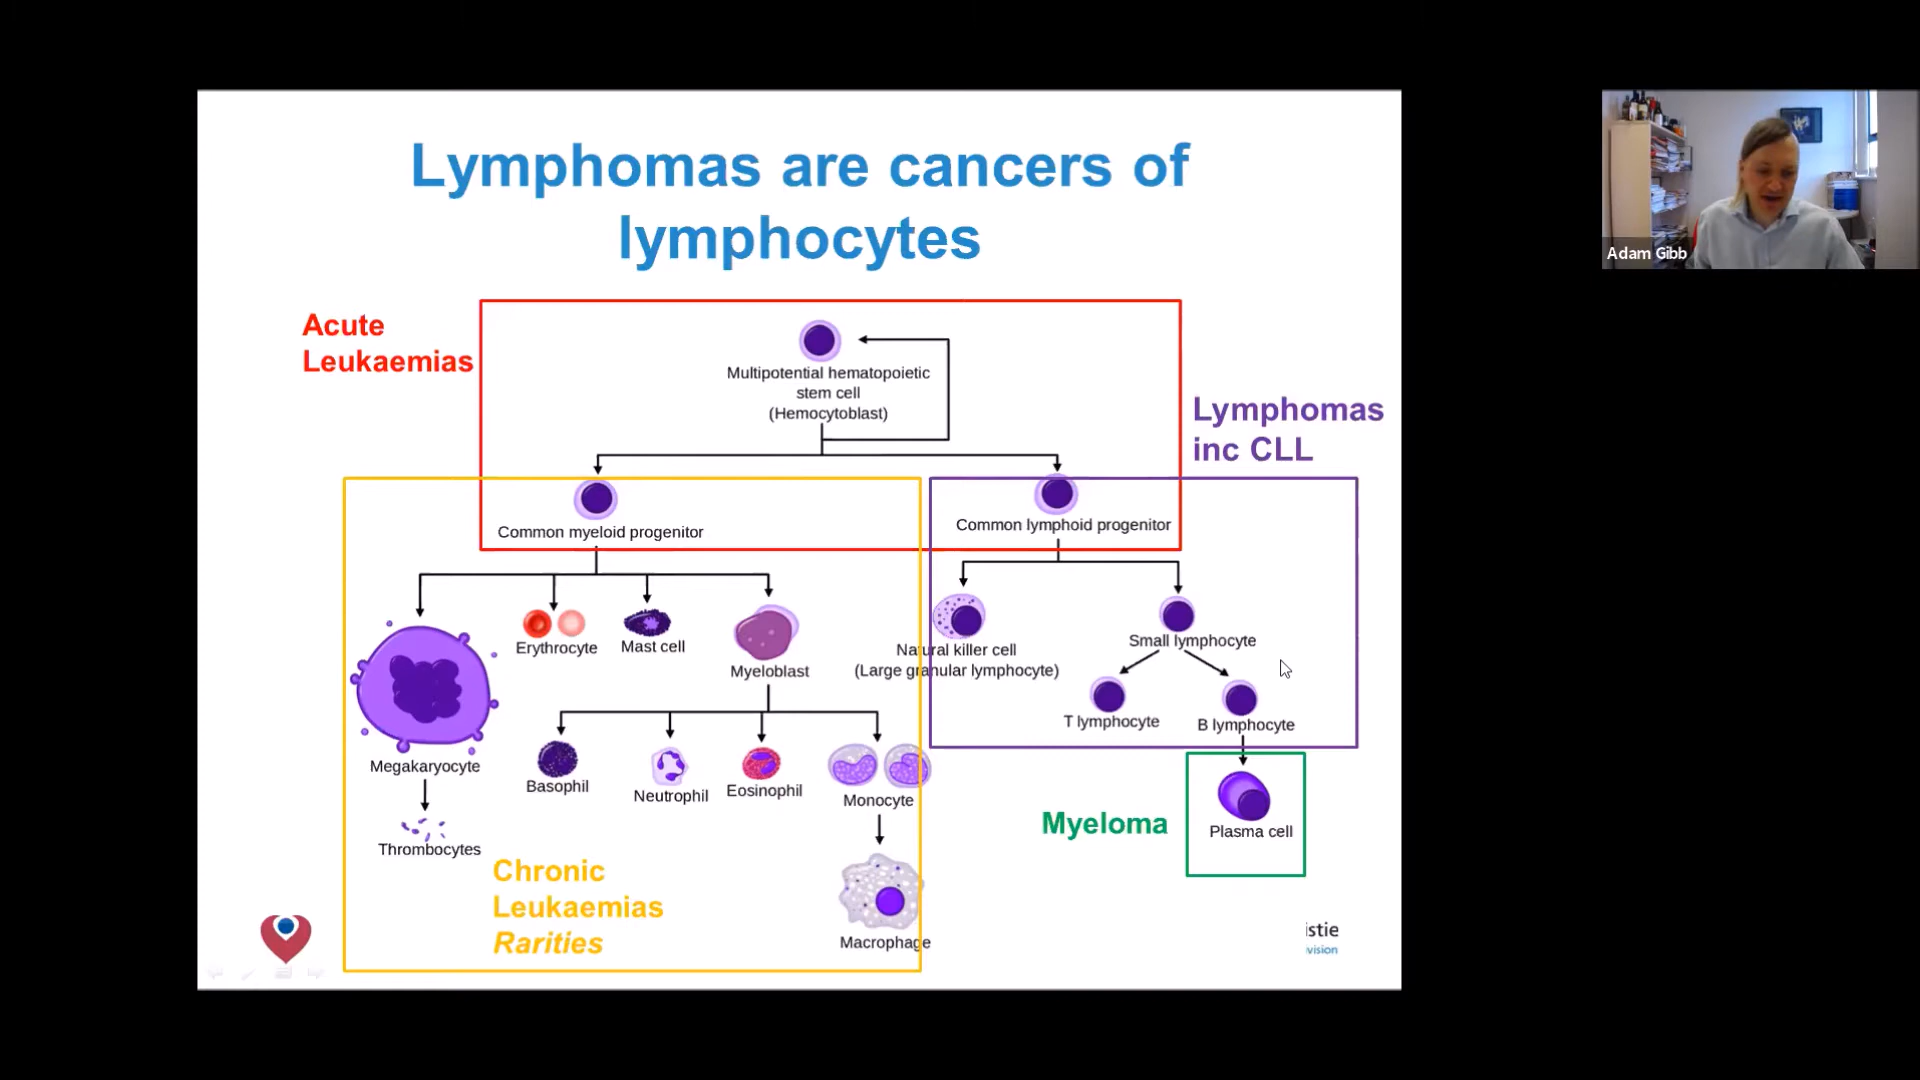 Lymphomas are cancers of
lymphocytes
Acute
Leukaemias
Multipotential hematopoietic
stem cell
(Hemocytoblast)
Lymphomas
inc CLL
Common myeloid progenitor
Common lymphoid progenitor
Erythrocyte
Mast cell
Myeloblast
Natural killer cell
(Large granular lymphocyte)
Small lymphocyte
T lymphocyte
B lymphocyte
Megakaryocyte
Basophil
Neutrophil
Eosinophil
Monocyte
Thrombocytes
Myeloma
Plasma cell
Chronic
Leukaemias
Rarities
Macrophage
istie
ivision
Adam Gibb